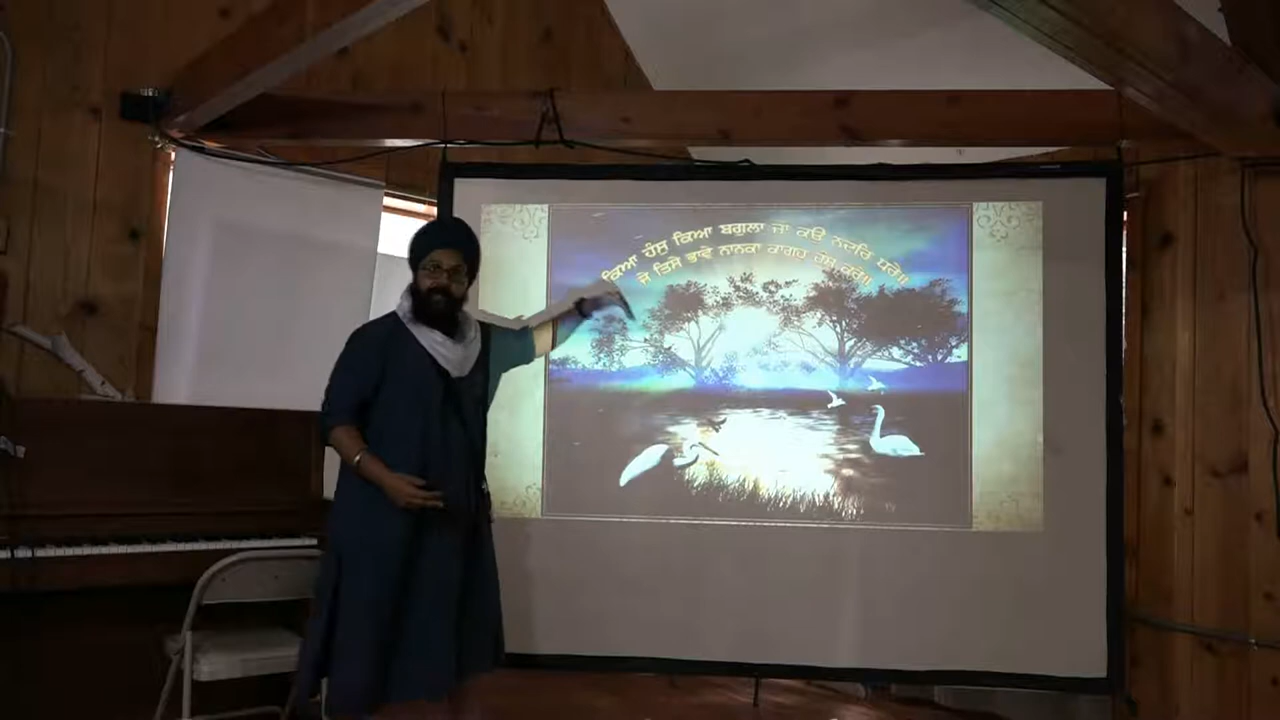 ਕਿਆ ਹੰਸੁ ਕਿਆ ਬਗੁਲਾ ਜਾ ਕਉ ਨਦਰਿ ਧਰੇ॥
ਜੇ ਤਿਸੁ ਭਾਵੈ ਨਾਨਕਾ ਕਾਗਹੁ ਹੰਸੁ ਕਰੇ॥